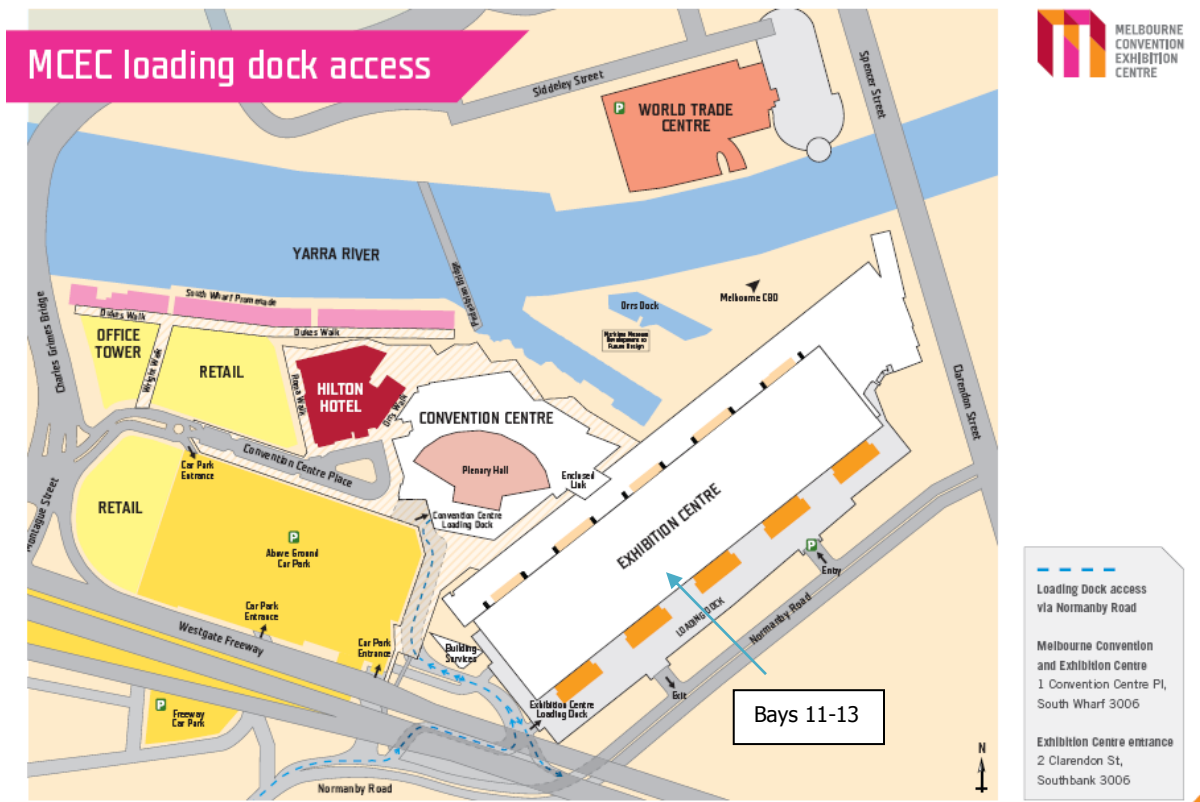 MCEC loading dock access
MELBOURNE
CONVENTION
EXHIBITION
CENTRE
Siddeley Street
Spencer Street
P
WORLD TRADE
CENTRE
YARRA RIVER
Pedestrian Bridge
Charles Grimes Bridge
South Wharf Promenade
Dukes Walk
Dukes Walk
Orrs Dock
Melbourne CBD
OFFICE
TOWER
Wright Walk
RETAIL
HILTON
HOTEL
Orrs Walk
CONVENTION CENTRE
Plenary Hall
Enclosed
Link
Convention Centre
Loading Dock
Clarendon Street
Convention Centre Place
Car Park
Entrance
Montague Street
RETAIL
P
Above Ground
Car Park
Car Park
Entrance
Car Park
Entrance
Westgate Freeway
P
Freeway
Car Park
EXHIBITION CENTRE
LOADING DOCK
P
Entry
Normanby Road
Exit
Building
Services
Exhibition Centre
Loading Dock
Bays 11-13
Normanby Road
N
Loading Dock access
via Normanby Road
Melbourne Convention
and Exhibition Centre
1 Convention Centre Pl,
South Wharf 3006
Exhibition Centre entrance
2 Clarendon St,
Southbank 3006